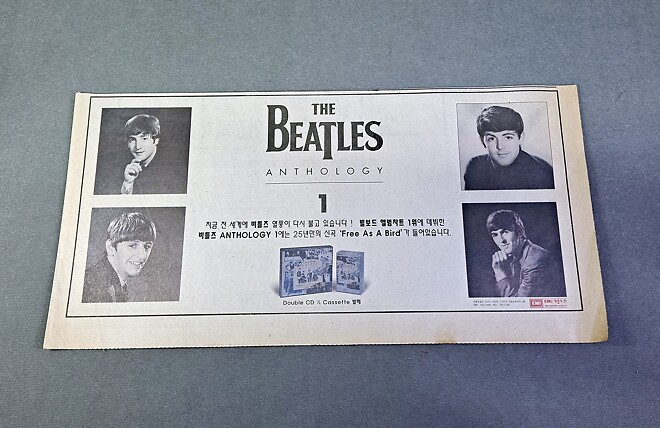 THE
BEATLES
ANTHOLOGY
1
지금 전 세계에 비틀즈 열풍이 다시 불고 있습니다! 빌보드 앨범차트 1위에 데뷔한
비틀즈 ANTHOLOGY 1에는 25년만의 신곡 'Free As A Bird'가 들어있습니다.
Double CD & Cassette 발매
EMI